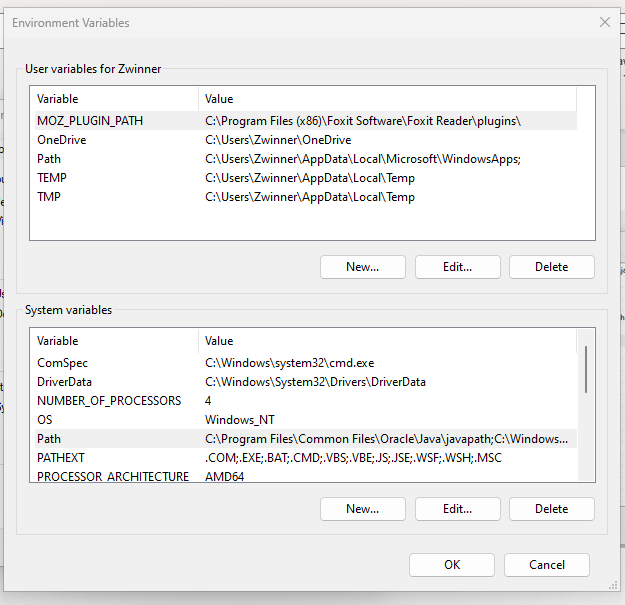 Environment Variables
User variables for Zwinner
Variable Value
MOZ_PLUGIN_PATH C:\Program Files (x86)\Foxit Software\Foxit Reader\plugins\
OneDrive C:\Users\Zwinner\OneDrive
Path C:\Users\Zwinner\AppData\Local\Microsoft\WindowsApps;
TEMP C:\Users\Zwinner\AppData\Local\Temp
TMP C:\Users\Zwinner\AppData\Local\Temp
New... Edit... Delete
System variables
Variable Value
ComSpec C:\Windows\system32\cmd.exe
DriverData C:\Windows\System32\Drivers\DriverData
NUMBER_OF_PROCESSORS 4
OS Windows_NT
Path C:\Program Files\Common Files\Oracle\Java\javapath;C:\Windows...
PATHEXT .COM;.EXE;.BAT;.CMD;.VBS;.VBE;.JS;.JSE;.WSF;.WSH;.MSC
PROCESSOR_ARCHITECTURE AMD64
New... Edit... Delete
OK Cancel